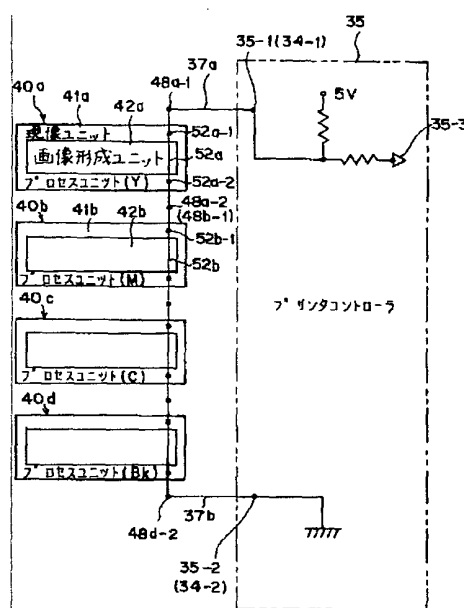 35
35-1(34-1)
37a
48a-1
5V
35-3
40a
41a
42a
52a-1
現像ユニット
画像形成ユニット
52a
プロセスユニット(Y)
52a-2
48a-2
(48b-1)
40b
41b
42b
52b-1
52b
プロセスユニット(M)
プリンタコントローラ
40c
プロセスユニット(C)
40d
プロセスユニット(Bk)
48d-2
37b
35-2
(34-2)